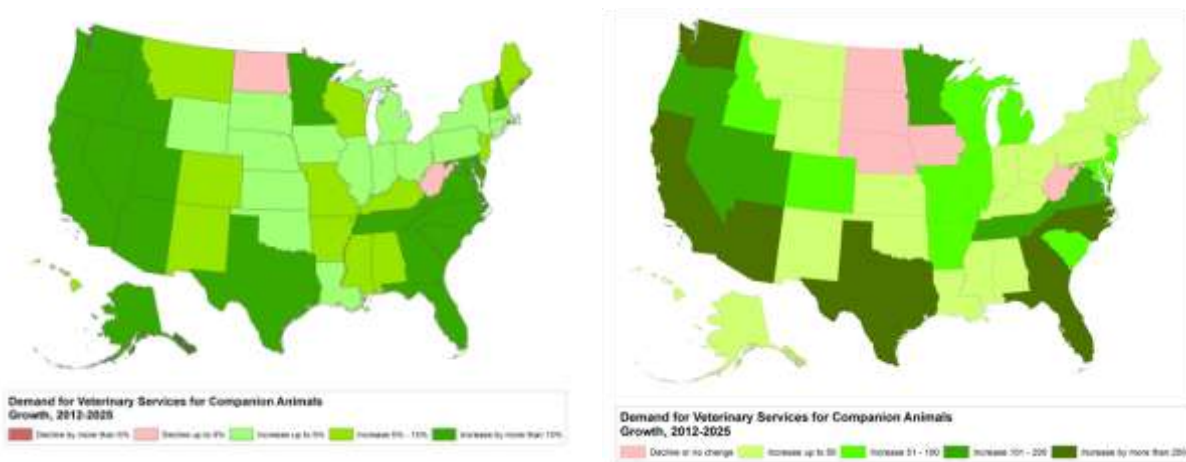 Demand for Veterinary Services for Companion Animals
Growth, 2012-2025
Decline by more than 5% Decline up to 5% Increase up to 5% Increase 5% - 10% Increase by more than 10%
Demand for Veterinary Services for Companion Animals
Growth, 2012-2025
Decline or no change Increase up to 50 Increase 51 - 100 Increase 101 - 200 Increase by more than 200